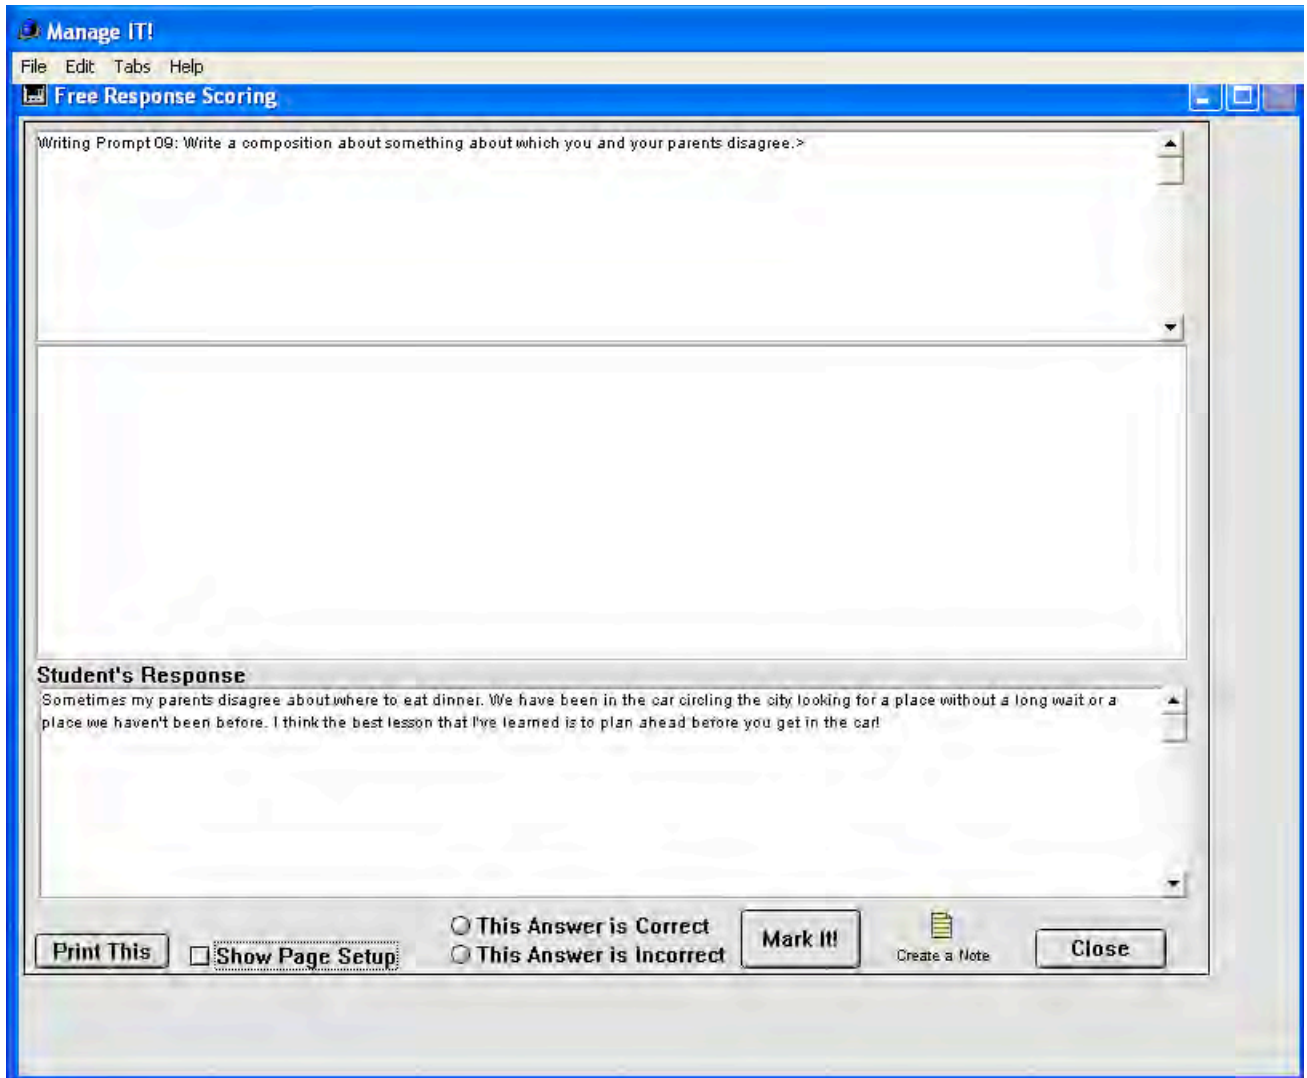 Manage IT!
File Edit Tabs Help
Free Response Scoring
Writing Prompt 09: Write a composition about something about which you and your parents disagree.>
Student's Response
Sometimes my parents disagree about where to eat dinner. We have been in the car circling the city looking for a place without a long wait or a
place we haven't been before. I think the best lesson that I've learned is to plan ahead before you get in the car!
This Answer is Correct
This Answer is Incorrect
Print This
Show Page Setup
Mark It!
Create a Note
Close